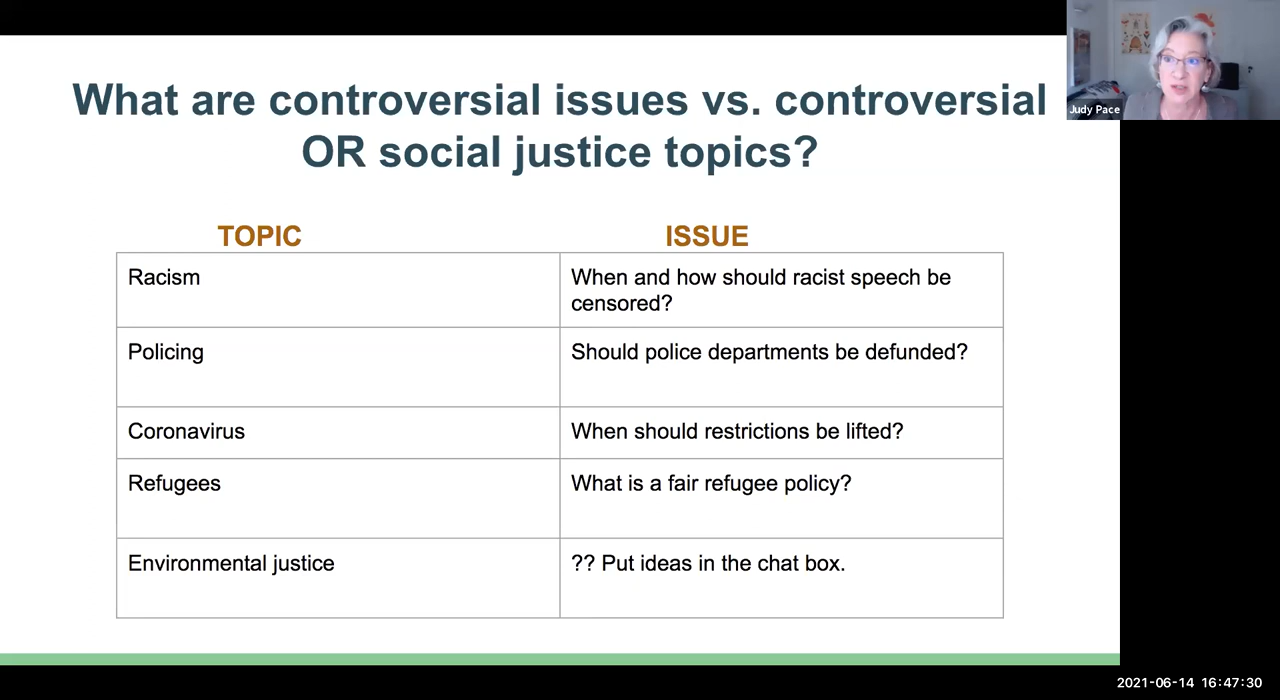 What are controversial issues vs. controversial
OR social justice topics?
Judy Pace
TOPIC
ISSUE
Racism
When and how should racist speech be
censored?
Policing
Should police departments be defunded?
Coronavirus
When should restrictions be lifted?
Refugees
What is a fair refugee policy?
Environmental justice
?? Put ideas in the chat box.
2021-06-14 16:47:30